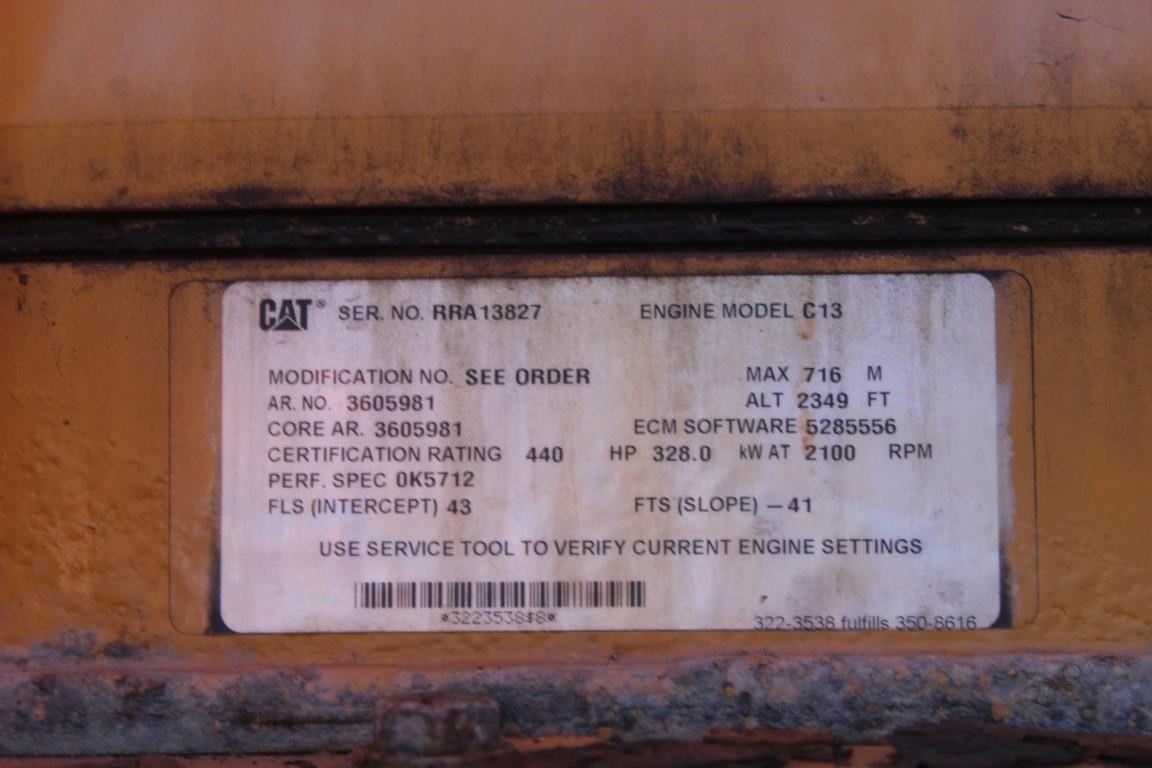 CAT® SER. NO. RRA13827 ENGINE MODEL C13
MODIFICATION NO. SEE ORDER MAX 716 M
AR. NO. 3605981 ALT 2349 FT
CORE AR. 3605981 ECM SOFTWARE 5285556
CERTIFICATION RATING 440 HP 328.0 kW AT 2100 RPM
PERF. SPEC 0K5712
FLS (INTERCEPT) 43 FTS (SLOPE) –41
USE SERVICE TOOL TO VERIFY CURRENT ENGINE SETTINGS
*3223538$8*
322-3538 fulfills 350-8616